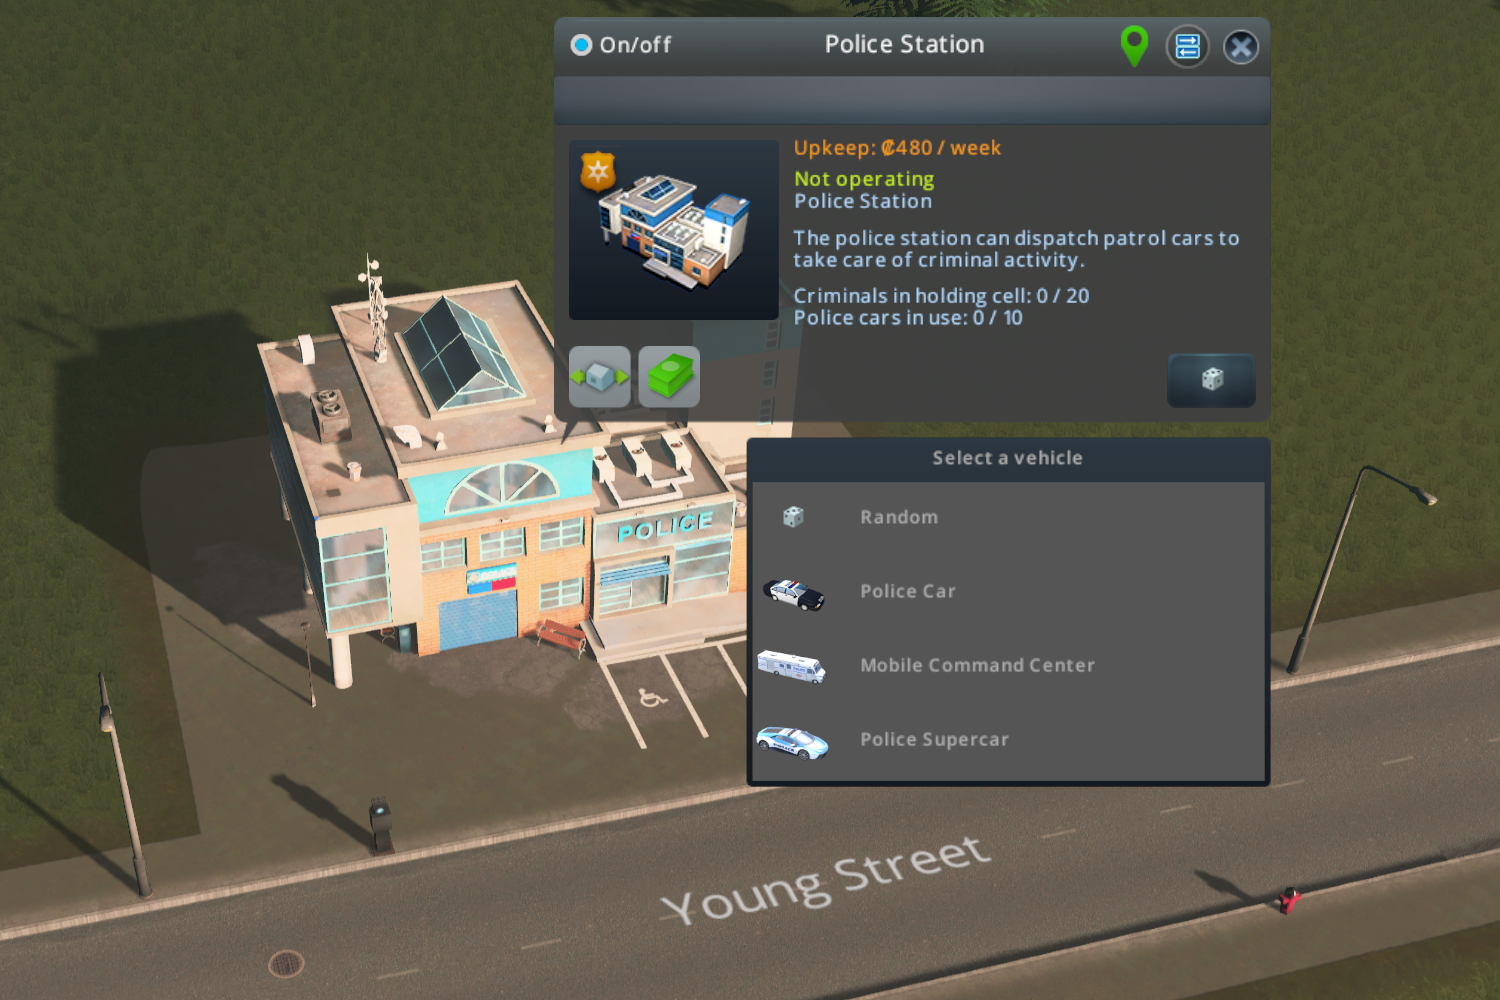 On/off
Police Station
Upkeep: ₡480 / week
Not operating
Police Station
The police station can dispatch patrol cars to
take care of criminal activity.
Criminals in holding cell: 0 / 20
Police cars in use: 0 / 10
Select a vehicle
Random
Police Car
Mobile Command Center
Police Supercar
POLICE
Young Street